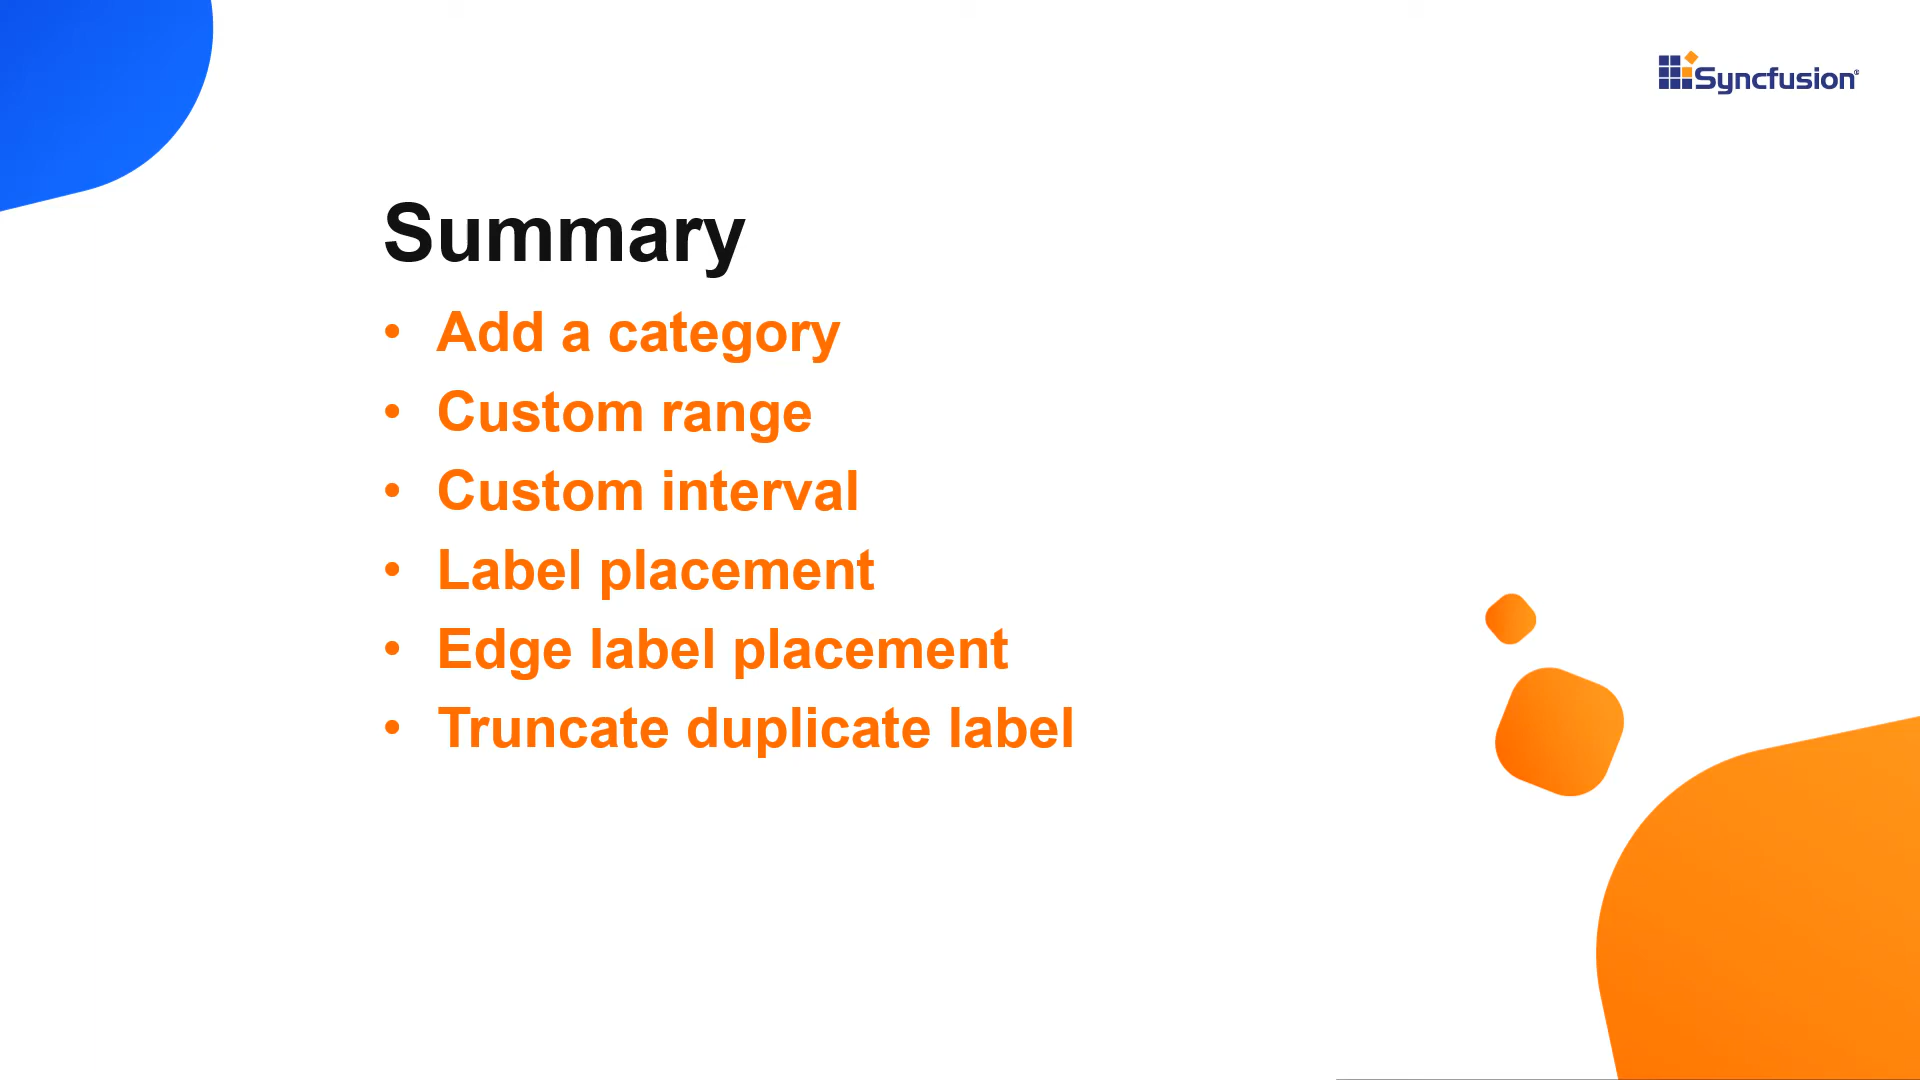 Syncfusion®
Summary
• Add a category
• Custom range
• Custom interval
• Label placement
• Edge label placement
• Truncate duplicate label